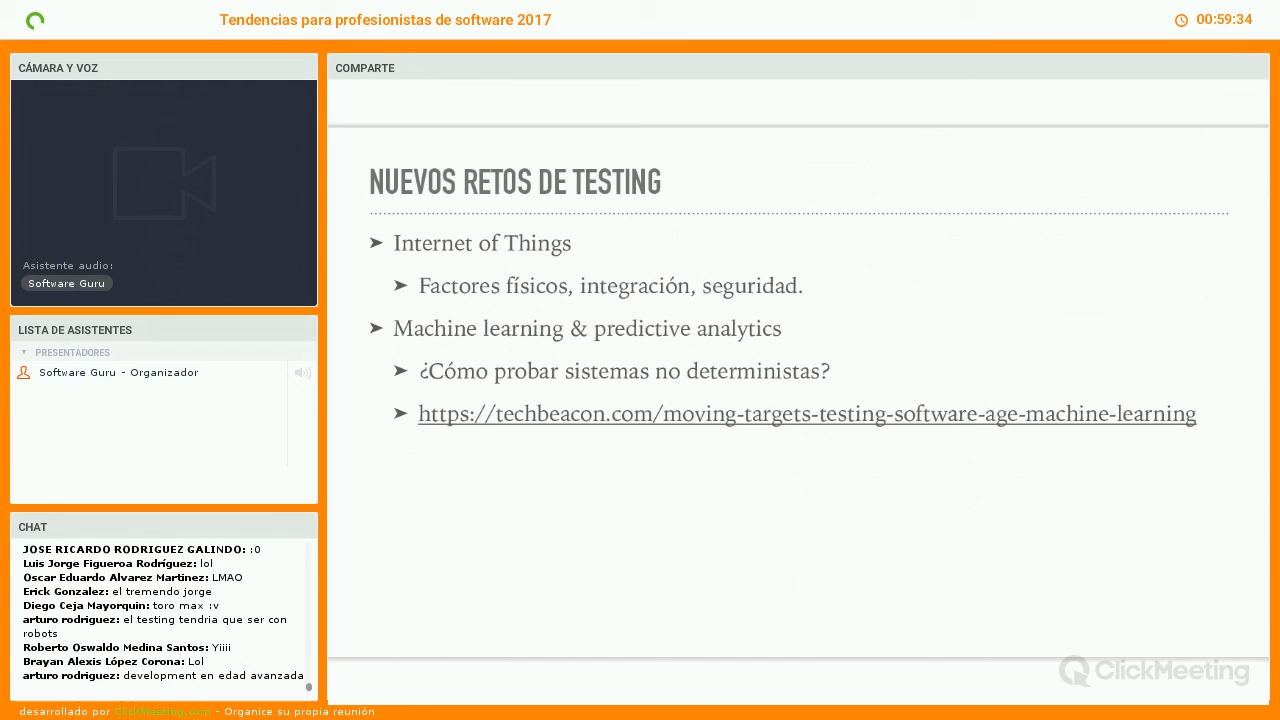 Tendencias para profesionistas de software 2017
00:59:34
CÁMARA Y VOZ
Asistente audio:
Software Guru
LISTA DE ASISTENTES
PRESENTADORES
Software Guru - Organizador
CHAT
JOSE RICARDO RODRIGUEZ GALINDO: :0
Luis Jorge Figueroa Rodríguez: lol
Oscar Eduardo Alvarez Martinez: LMAO
Erick Gonzalez: el tremendo jorge
Diego Ceja Mayorquin: toro max :v
arturo rodriguez: el testing tendria que ser con
robots
Roberto Oswaldo Medina Santos: Yiiii
Brayan Alexis López Corona: Lol
arturo rodriguez: development en edad avanzada
COMPARTE
NUEVOS RETOS DE TESTING
➤ Internet of Things
➤ Factores físicos, integración, seguridad.
➤ Machine learning & predictive analytics
➤ ¿Cómo probar sistemas no deterministas?
➤ https://techbeacon.com/moving-targets-testing-software-age-machine-learning
ClickMeeting
desarrollado por ClickMeeting.com - Organice su propia reunión